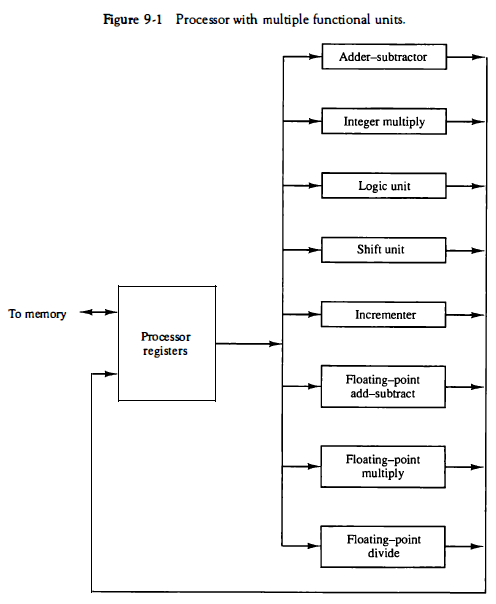 Figure 9-1 Processor with multiple functional units.
Adder–subtractor
Integer multiply
Logic unit
Shift unit
To memory
Incrementer
Processor
registers
Floating–point
add–subtract
Floating–point
multiply
Floating–point
divide